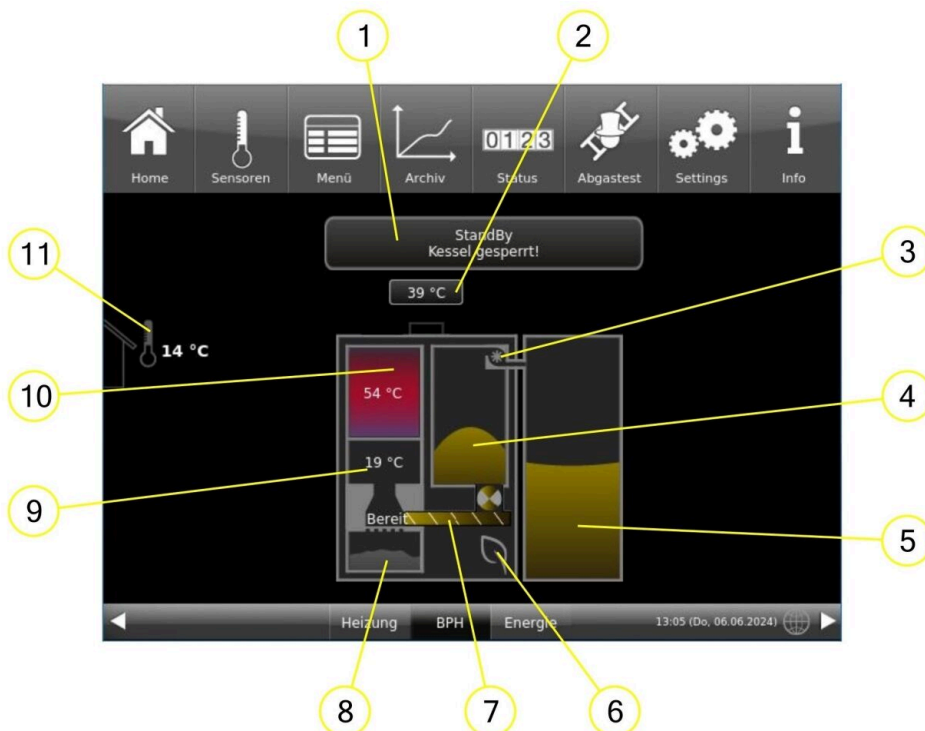 1
2
0123
Home
Sensoren
Menü
Archiv
Status
Abgastest
Settings
Info
StandBy
Kessel gesperrt!
11
3
39 °C
14 °C
10
54 °C
4
19 °C
9
Bereit
5
Heizung
BPH
Energie
13:05 (Do, 06.06.2024)
8
7
6